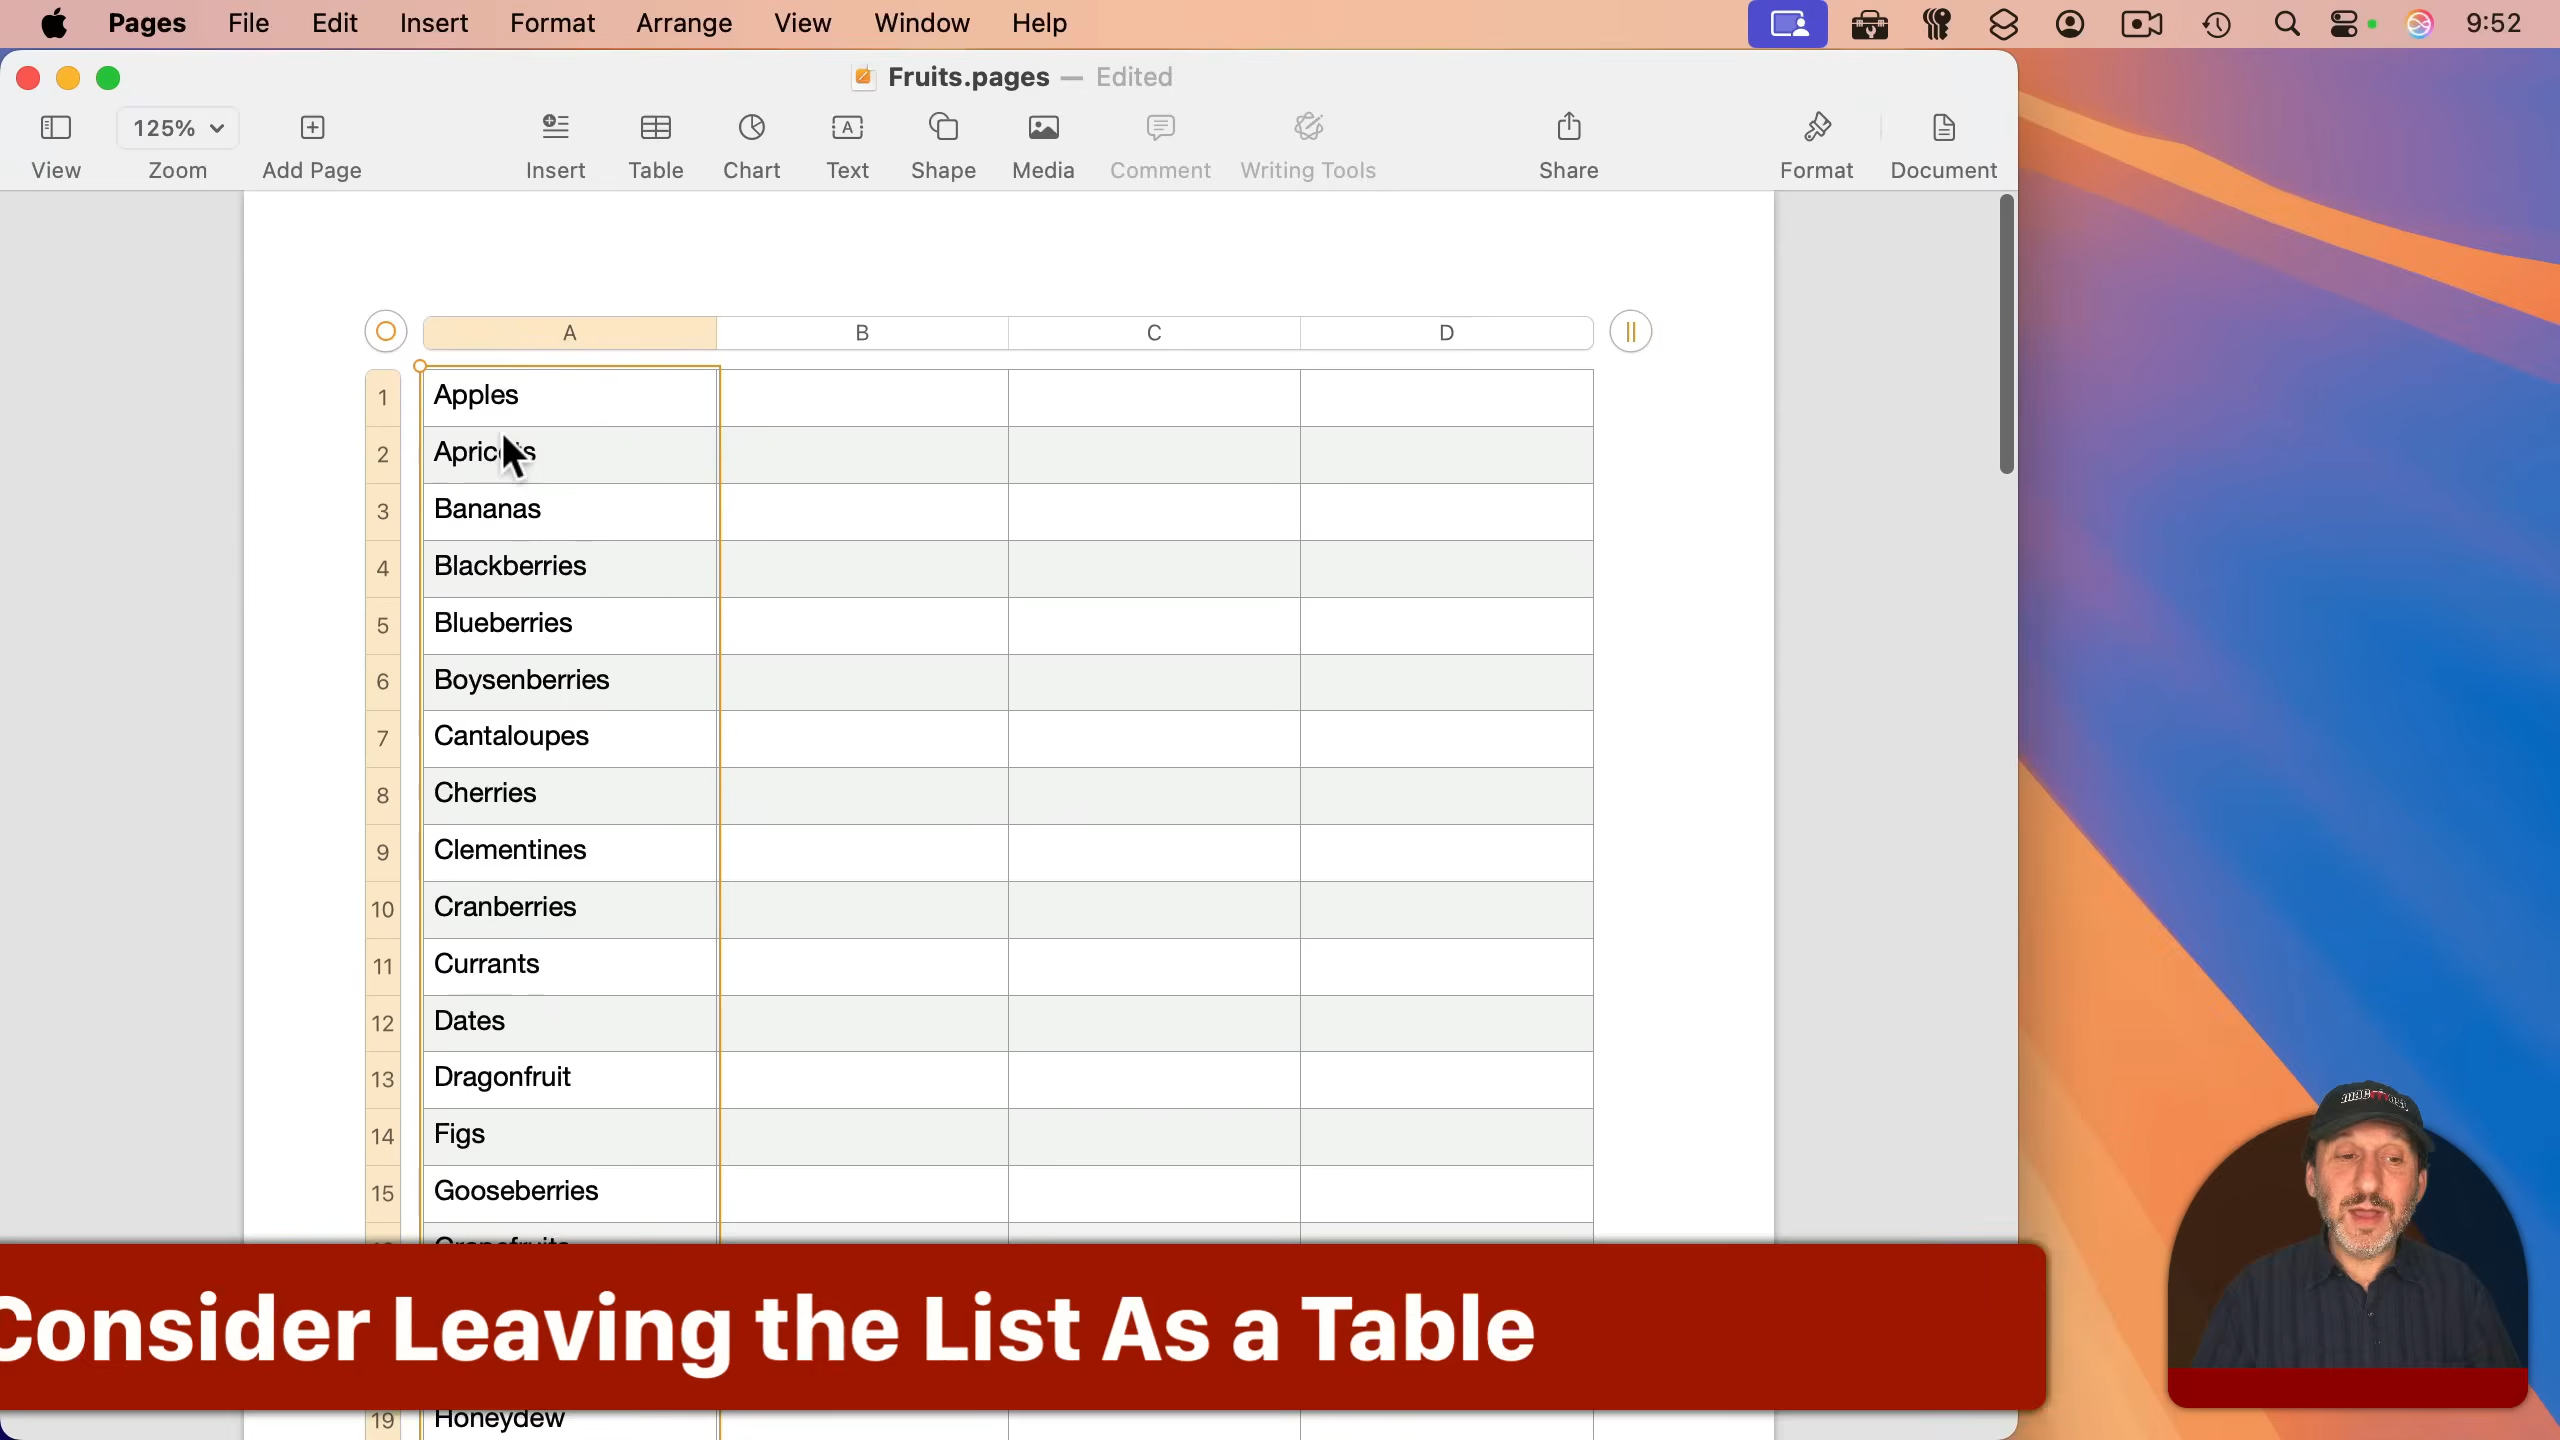 Pages File Edit Insert Format Arrange View Window Help 9:52
Fruits.pages — Edited
125%
View Zoom Add Page Insert Table Chart Text Shape Media Comment Writing Tools Share Format Document
A B C D
1 Apples
2
3 Bananas
4 Blackberries
5 Blueberries
6 Boysenberries
7 Cantaloupes
8 Cherries
9 Clementines
10 Cranberries
11 Currants
12 Dates
13 Dragonfruit
14 Figs
15 Gooseberries
Consider Leaving the List As a Table
19 Honeydew